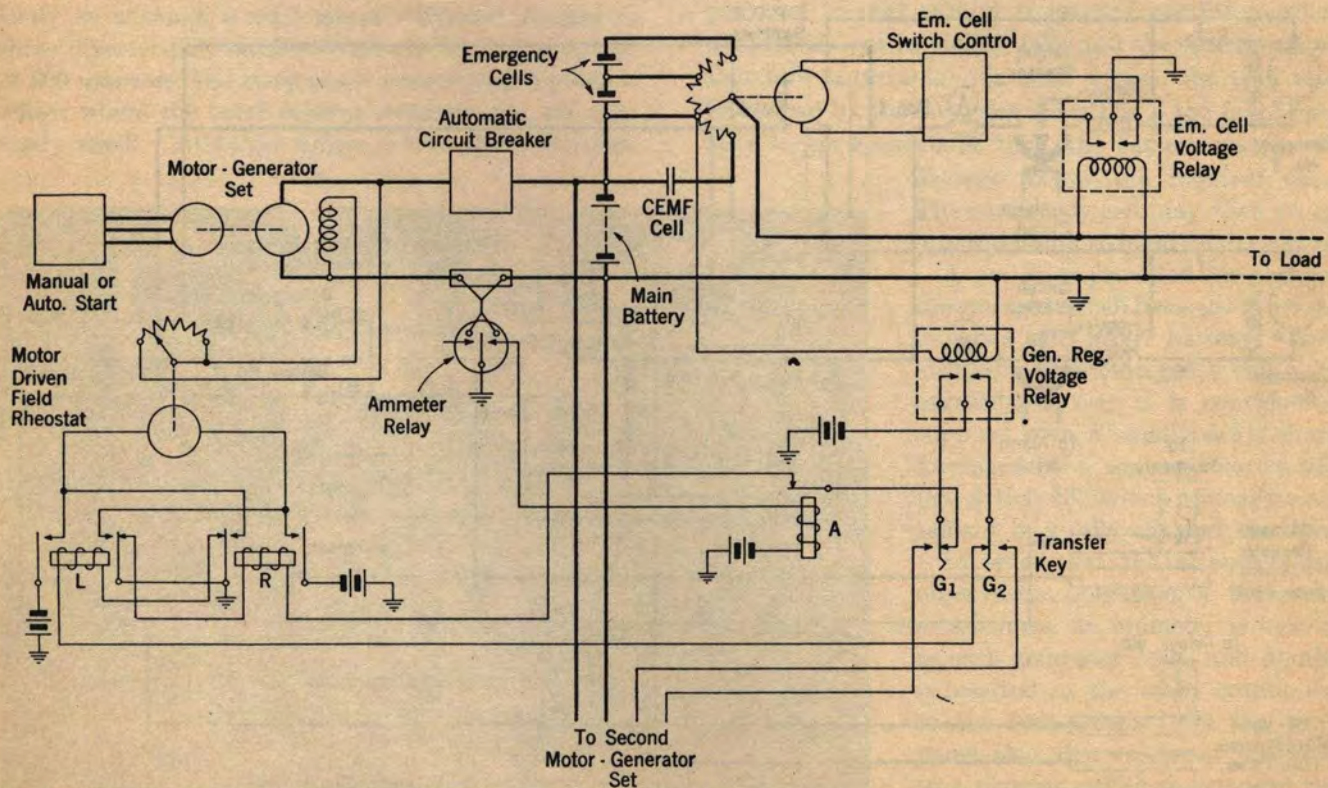 Em. Cell
Switch Control
Emergency
Cells
Automatic
Circuit Breaker
Em. Cell
Voltage
Relay
Motor - Generator
Set
CEMF
Cell
To Load
Manual or
Auto. Start
Main
Battery
Gen. Reg.
Voltage
Relay
Motor
Driven
Field
Rheostat
Ammeter
Relay
A
Transfer
Key
L
R
G1
G2
To Second
Motor - Generator
Set